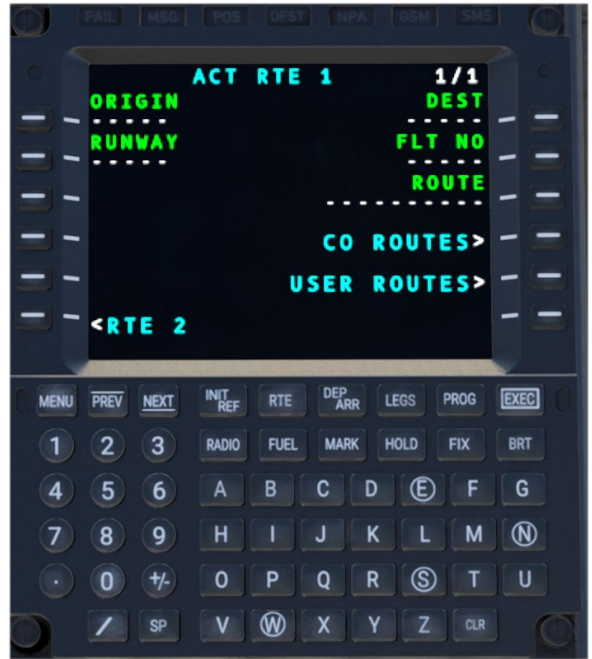 FAIL MSG POS OFST NPA GSM SMS
ACT RTE 1 1/1
ORIGIN DEST
----- -----
RUNWAY FLT NO
----- -----
ROUTE
----------
CO ROUTES>
USER ROUTES>
<RTE 2
MENU PREV NEXT INIT REF RTE DEP ARR LEGS PROG EXEC
1 2 3 RADIO FUEL MARK HOLD FIX BRT
4 5 6 A B C D E F G
7 8 9 H I J K L M N
. 0 +/- O P Q R S T U
/ SP V W X Y Z CLR